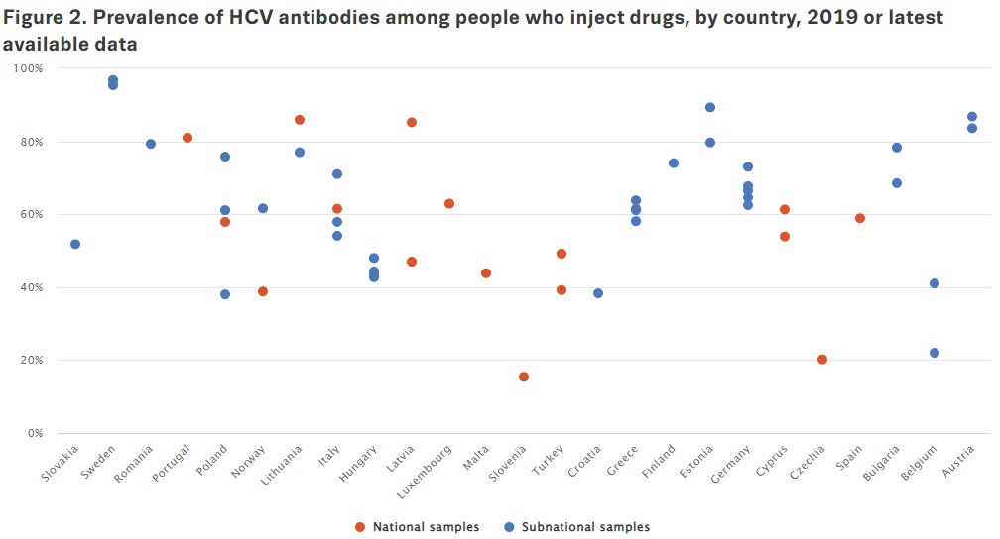 Figure 2. Prevalence of HCV antibodies among people who inject drugs, by country, 2019 or latest
available data
100%
80%
60%
40%
20%
0%
Slovakia
Sweden
Romania
Portugal
Poland
Norway
Lithuania
Italy
Hungary
Latvia
Luxembourg
Malta
Slovenia
Turkey
Croatia
Greece
Finland
Estonia
Germany
Cyprus
Czechia
Spain
Bulgaria
Belgium
Austria
National samples
Subnational samples